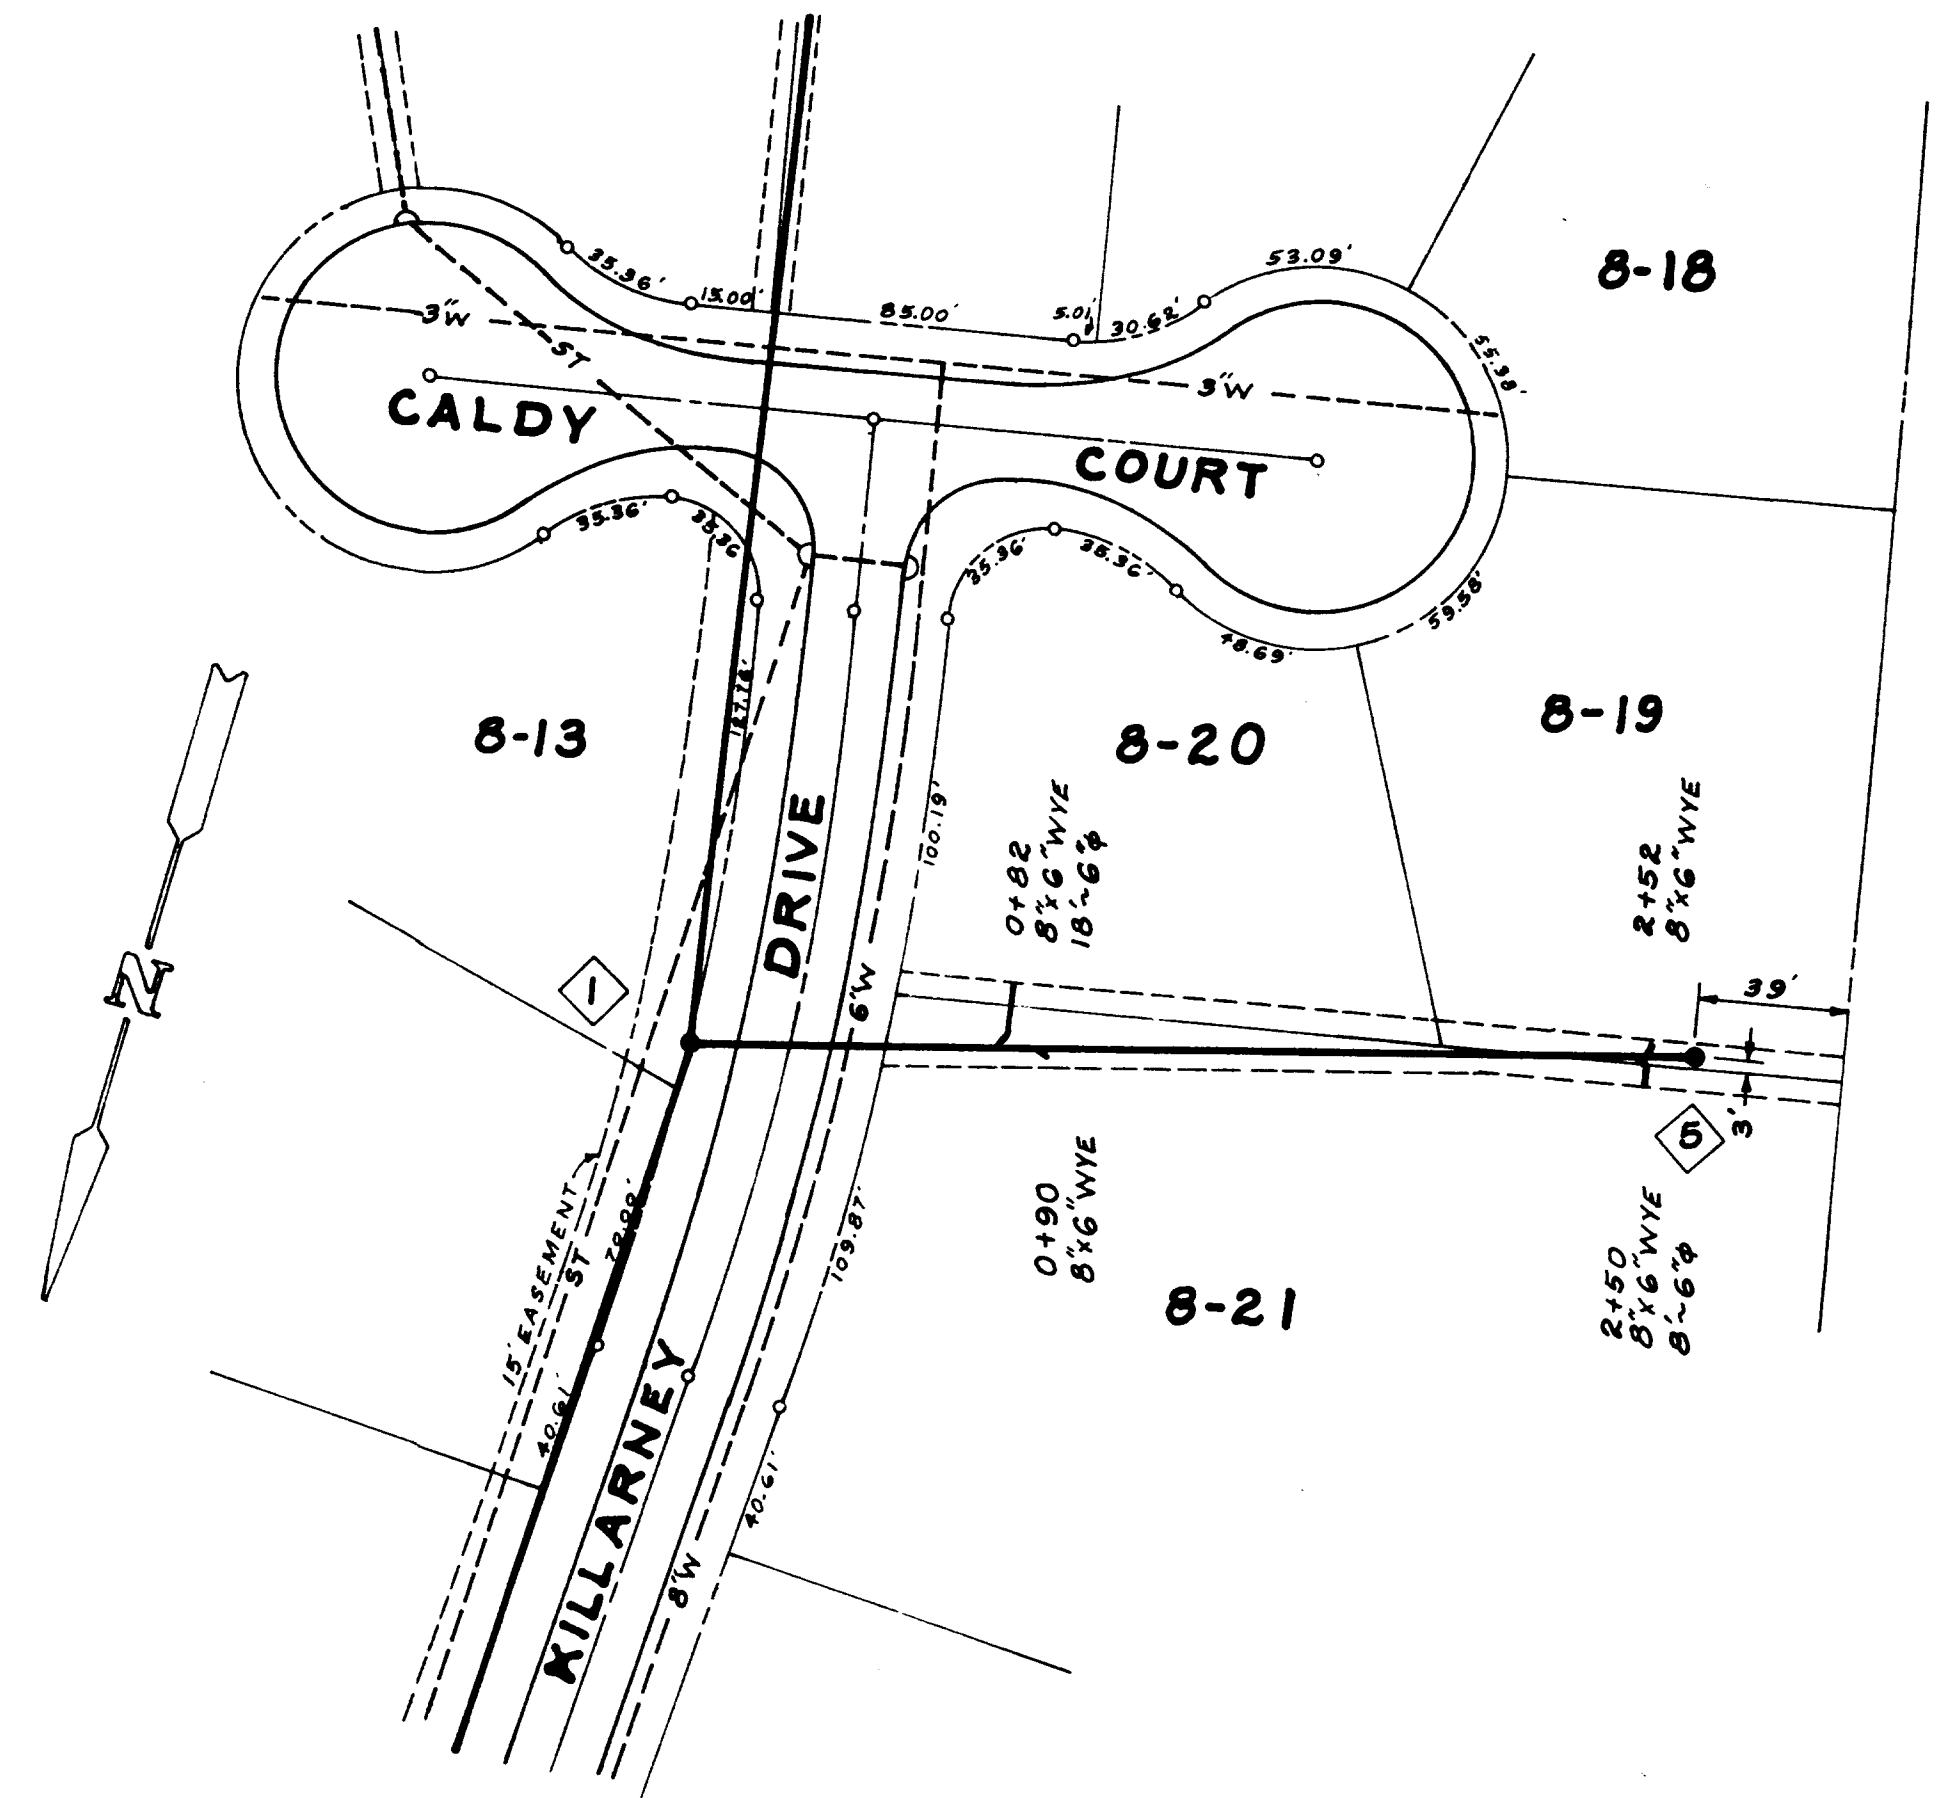 8-18
53.09'
35.36'
15.00'
85.00'
5.01'
30.62'
55.38'
3"W
ST
3"W
CALDY
COURT
35.36'
35.36
35.36'
35.36'
59.58'
48.69'
8-13
127.76'
8-20
8-19
DRIVE
100.19'
0+82
8"x6"WYE
18'~6"φ
2+52
8"x6"WYE
N
1
6"W
39'
3'
5
15' EASEMENT
ST
109.87'
0+90
8"x6"WYE
2+50
8"x6"WYE
8'~6"φ
8-21
40.61'
KILLARNEY
40.61'
8"W